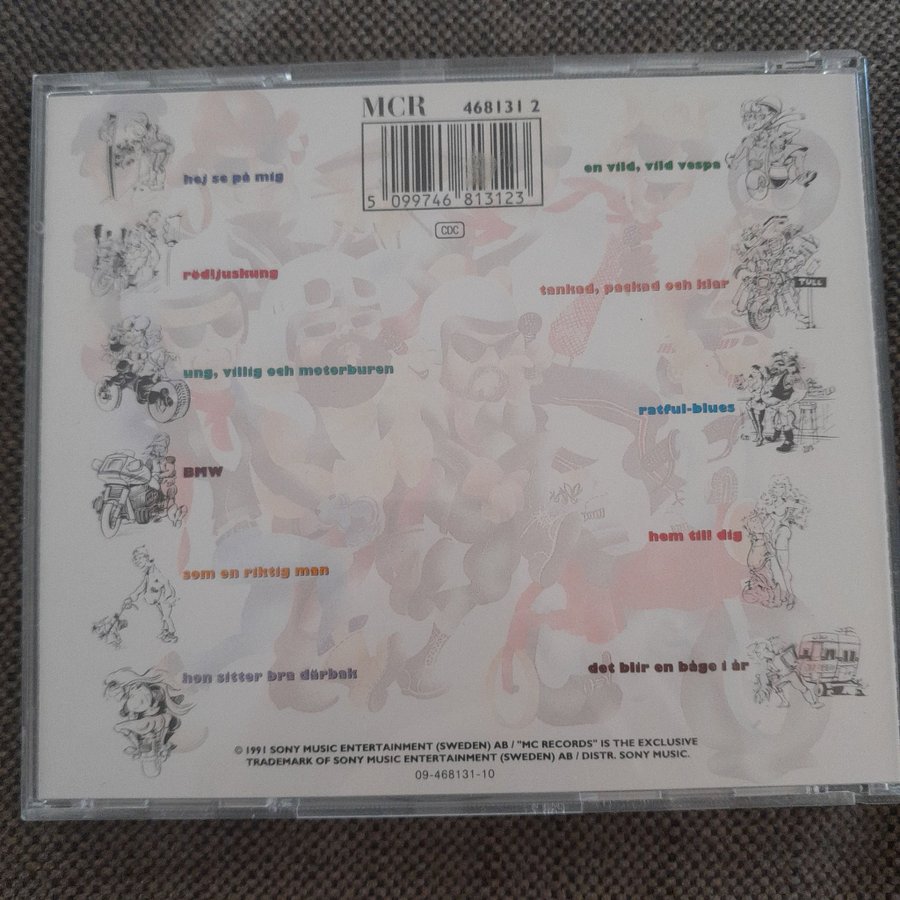 MCR 468131 2
5 099746 813123
CDC
hej se på mig
rödljuskung
ung, villig och motorburen
BMW
som en riktig man
hon sitter bra därbak
en vild, vild vespa
tankad, packad och klar
TULL
ratful-blues
hem till dig
det blir en båge i år
© 1991 SONY MUSIC ENTERTAINMENT (SWEDEN) AB / "MC RECORDS" IS THE EXCLUSIVE
TRADEMARK OF SONY MUSIC ENTERTAINMENT (SWEDEN) AB / DISTR. SONY MUSIC.
09-468131-10